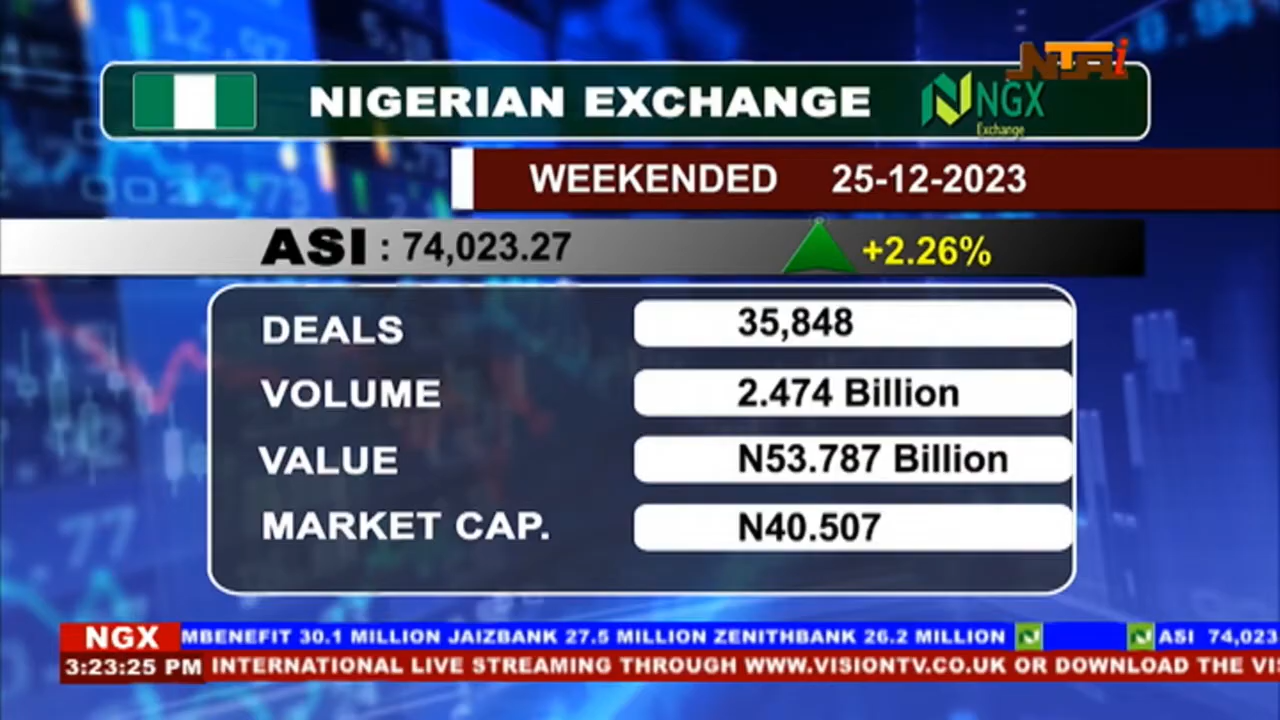 NTAi
NIGERIAN EXCHANGE
NGX
Exchange
WEEKENDED 25-12-2023
ASI : 74,023.27 +2.26%
DEALS 35,848
VOLUME 2.474 Billion
VALUE N53.787 Billion
MARKET CAP. N40.507
NGX MBENEFIT 30.1 MILLION JAIZBANK 27.5 MILLION ZENITHBANK 26.2 MILLION ASI 74,023
3:23:25 PM INTERNATIONAL LIVE STREAMING THROUGH WWW.VISIONTV.CO.UK OR DOWNLOAD THE VI